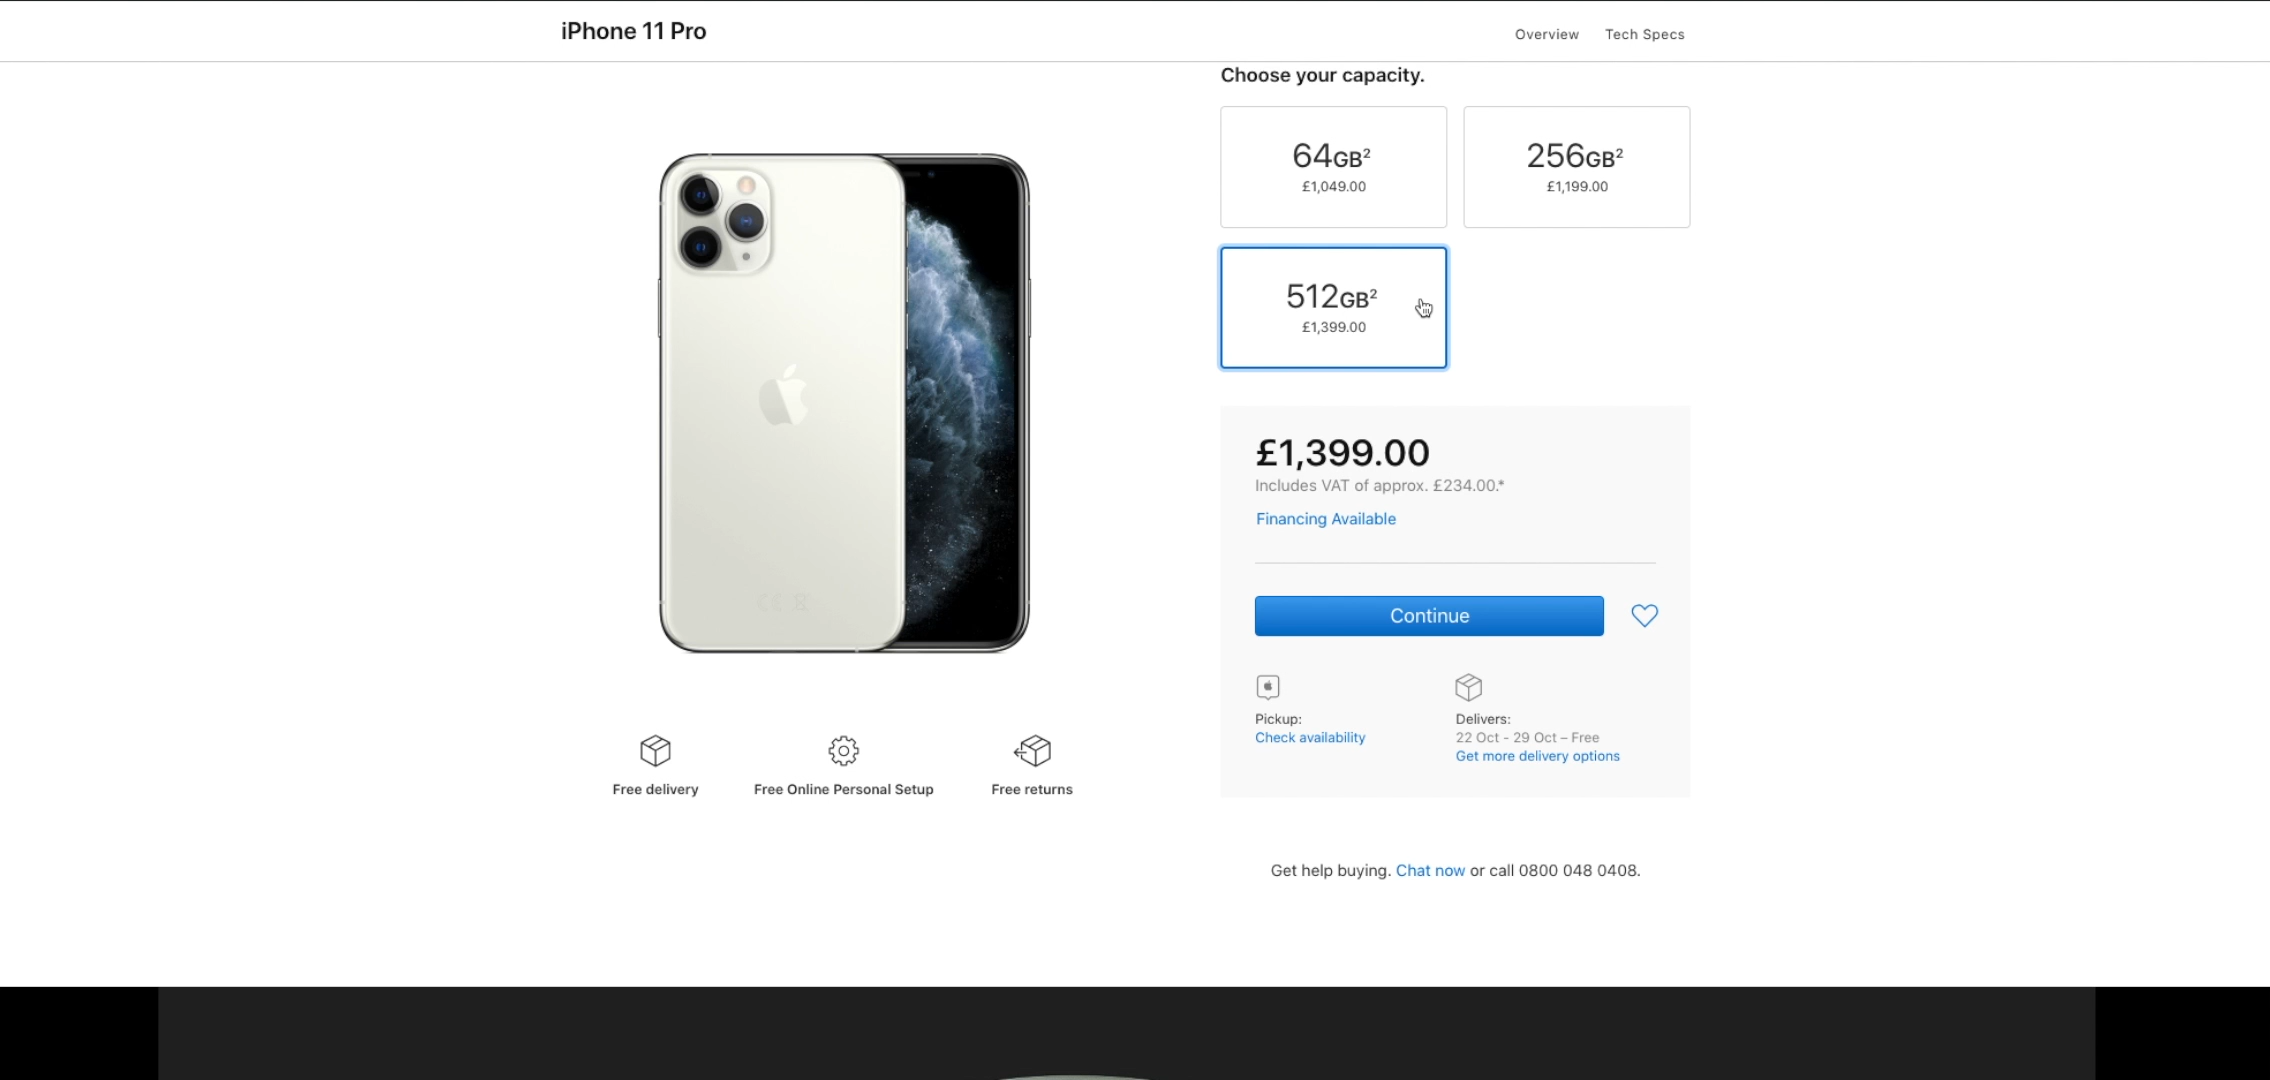 iPhone 11 Pro
Overview
Tech Specs
Choose your capacity.
64GB²
£1,049.00
256GB²
£1,199.00
512GB²
£1,399.00
£1,399.00
Includes VAT of approx. £234.00.*
Financing Available
Continue
Pickup:
Check availability
Delivers:
22 Oct - 29 Oct – Free
Get more delivery options
Free delivery
Free Online Personal Setup
Free returns
Get help buying. Chat now or call 0800 048 0408.